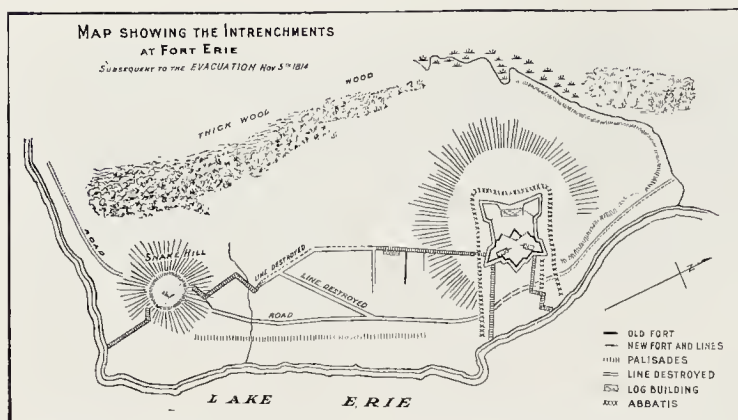 MAP SHOWING THE INTRENCHMENTS
AT FORT ERIE
SUBSEQUENT TO THE EVACUATION NOV 5TH 1814
THICK WOOD
WOOD
ROAD
SNAKE HILL
LINE DESTROYED
LINE DESTROYED
ROAD
N
OLD FORT
NEW FORT AND LINES
PALISADES
LINE DESTROYED
LOG BUILDING
ABBATIS
LAKE ERIE